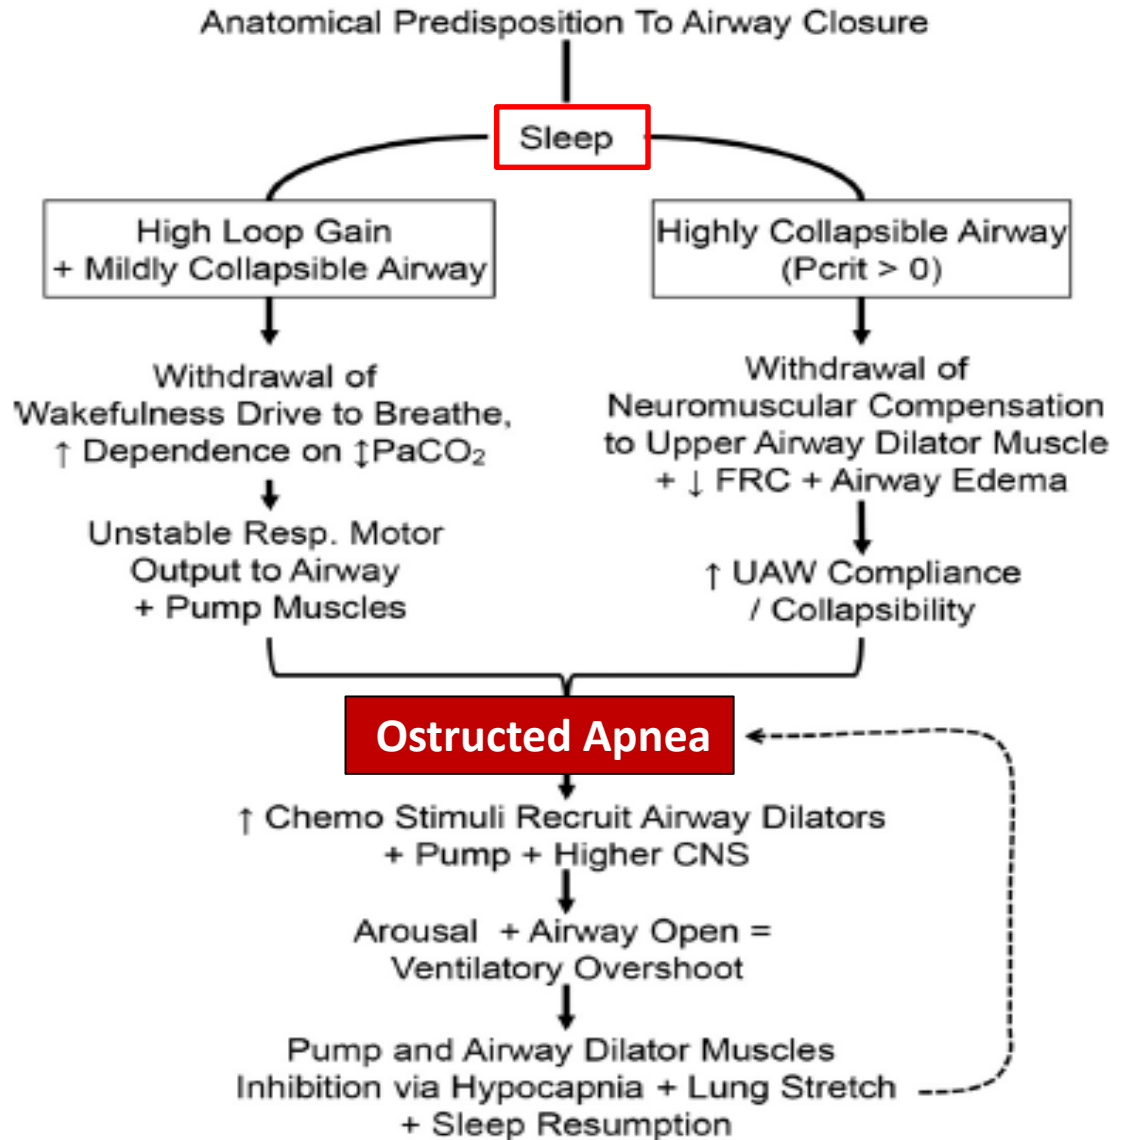 Anatomical Predisposition To Airway Closure
Sleep
High Loop Gain
+ Mildly Collapsible Airway
Highly Collapsible Airway
(Pcrit > 0)
Withdrawal of
Wakefulness Drive to Breathe,
↑ Dependence on ↕PaCO₂
Withdrawal of
Neuromuscular Compensation
to Upper Airway Dilator Muscle
+ ↓ FRC + Airway Edema
Unstable Resp. Motor
Output to Airway
+ Pump Muscles
↑ UAW Compliance
/ Collapsibility
Ostructed Apnea
↑ Chemo Stimuli Recruit Airway Dilators
+ Pump + Higher CNS
Arousal + Airway Open =
Ventilatory Overshoot
Pump and Airway Dilator Muscles
Inhibition via Hypocapnia + Lung Stretch
+ Sleep Resumption